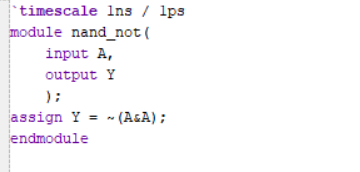 `timescale 1ns / 1ps
module nand_not(
    input A,
    output Y
    );
assign Y = ~(A&A);
endmodule